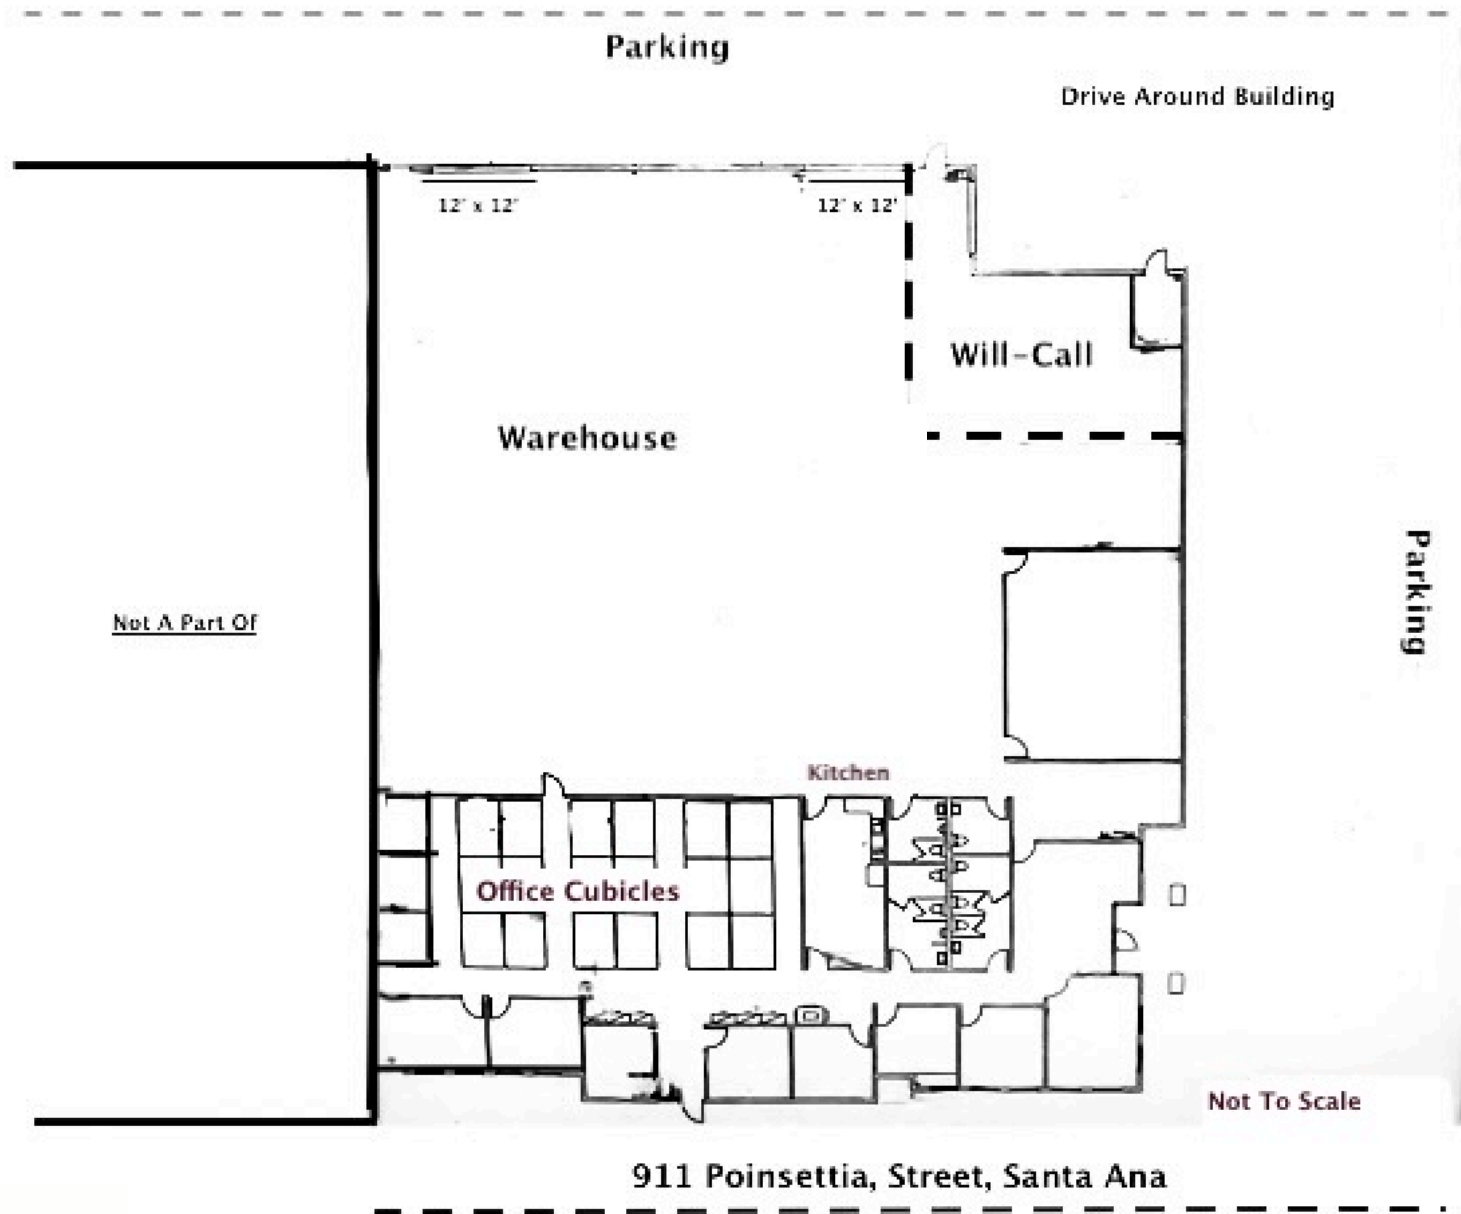 Parking
Drive Around Building
12' x 12'
12' x 12'
Will-Call
Warehouse
Parking
Not A Part Of
Kitchen
Office Cubicles
Not To Scale
911 Poinsettia, Street, Santa Ana